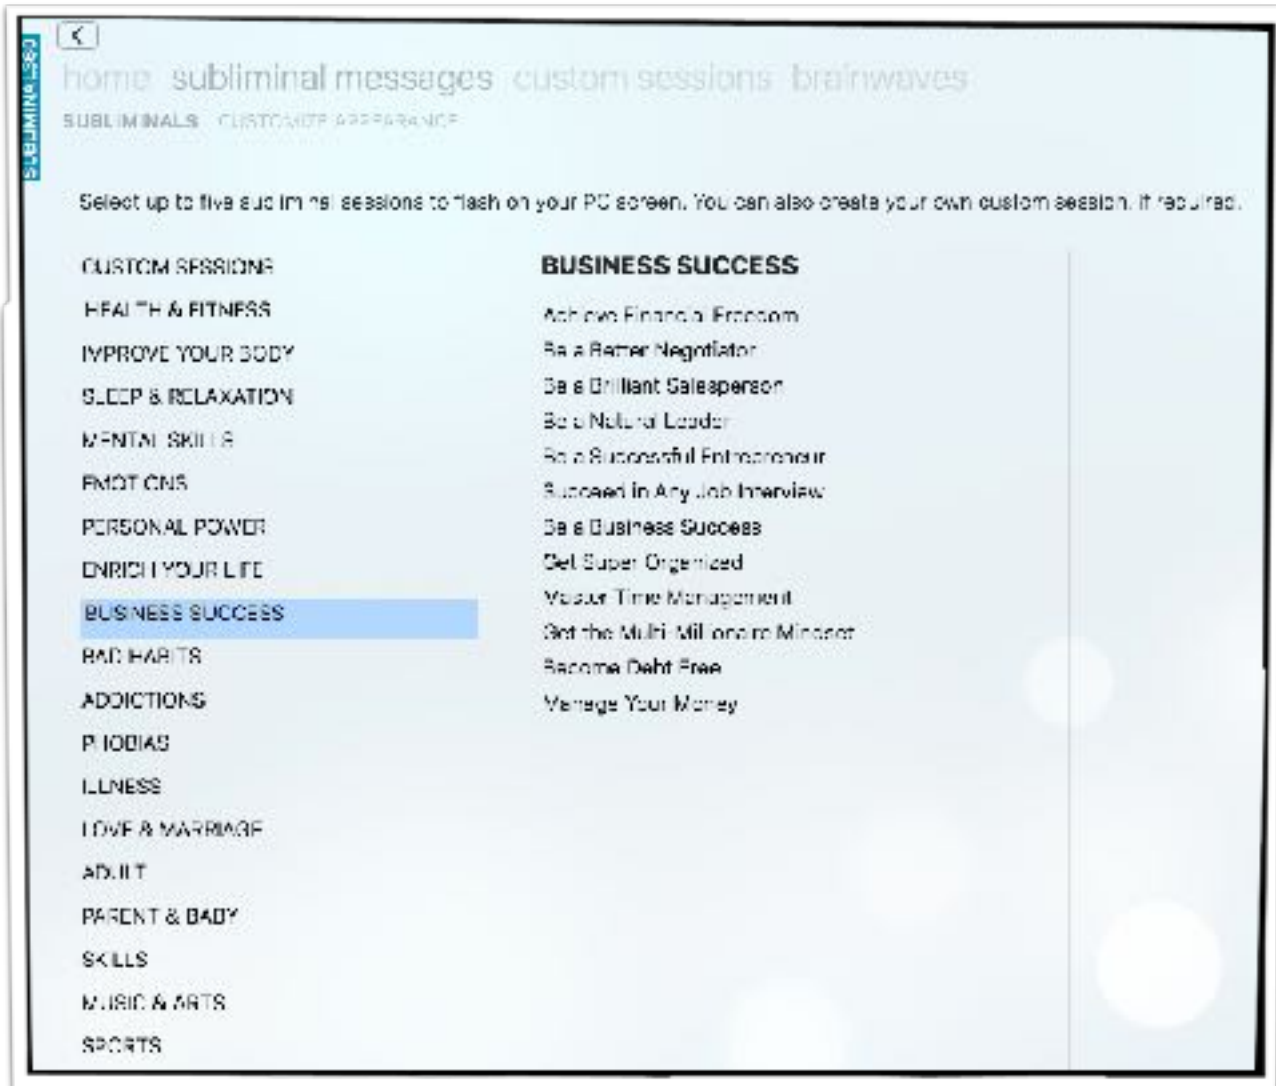 SUBLIMINALS360
home subliminal messages custom sessions brainwaves
SUBLIMINALS CUSTOMIZE APPEARANCE
Select up to five subliminal sessions to flash on your PC screen. You can also create your own custom session, if required.
CUSTOM SESSIONS
HEALTH & FITNESS
IMPROVE YOUR BODY
SLEEP & RELAXATION
MENTAL SKILLS
EMOTIONS
PERSONAL POWER
ENRICH YOUR LIFE
BUSINESS SUCCESS
BAD HABITS
ADDICTIONS
PHOBIAS
ILLNESS
LOVE & MARRIAGE
ADULT
PARENT & BABY
SKILLS
MUSIC & ARTS
SPORTS
BUSINESS SUCCESS
Achieve Financial Freedom
Be a Better Negotiator
Be a Brilliant Salesperson
Be a Natural Leader
Be a Successful Entrepreneur
Succeed in Any Job Interview
Be a Business Success
Get Super Organized
Master Time Management
Get the Multi-Millionaire Mindset
Become Debt Free
Manage Your Money